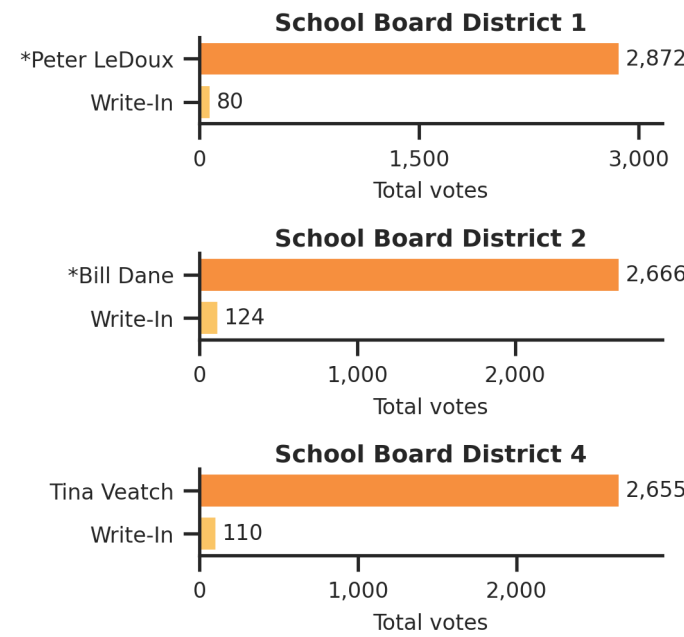 School Board District 1
*Peter LeDoux 2,872
Write-In 80
0 1,500 3,000
Total votes
School Board District 2
*Bill Dane 2,666
Write-In 124
0 1,000 2,000
Total votes
School Board District 4
Tina Veatch 2,655
Write-In 110
0 1,000 2,000
Total votes